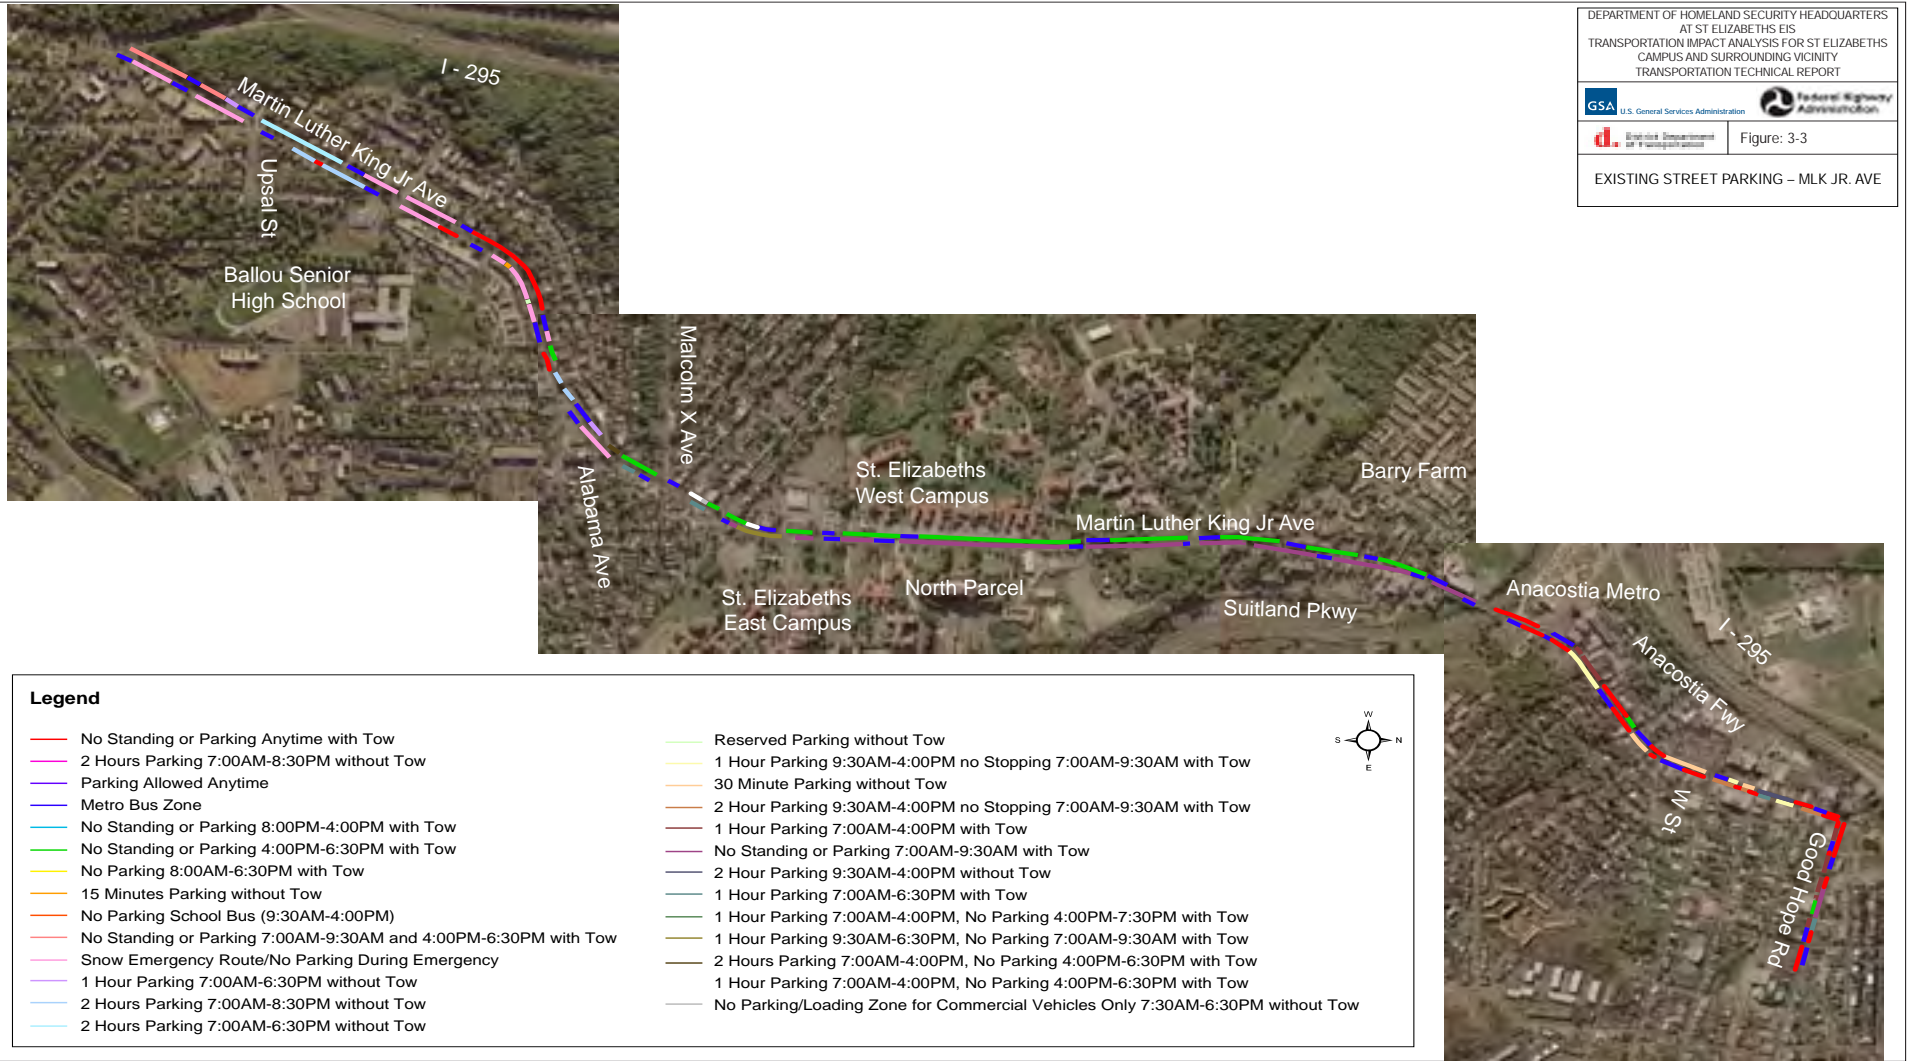 DEPARTMENT OF HOMELAND SECURITY HEADQUARTERS
AT ST ELIZABETHS EIS
TRANSPORTATION IMPACT ANALYSIS FOR ST ELIZABETHS
CAMPUS AND SURROUNDING VICINITY
TRANSPORTATION TECHNICAL REPORT
GSA U.S. General Services Administration
Federal Highway
Administration
d.
District Department
of Transportation
Figure: 3-3
EXISTING STREET PARKING – MLK JR. AVE
I - 295
Martin Luther King Jr Ave
Upsal St
Ballou Senior
High School
Malcolm X Ave
Alabama Ave
St. Elizabeths
West Campus
Barry Farm
Martin Luther King Jr Ave
North Parcel
St. Elizabeths
East Campus
Suitland Pkwy
Anacostia Metro
I - 295
Anacostia Fwy
W St
Good Hope Rd
Legend
No Standing or Parking Anytime with Tow
2 Hours Parking 7:00AM-8:30PM without Tow
Parking Allowed Anytime
Metro Bus Zone
No Standing or Parking 8:00PM-4:00PM with Tow
No Standing or Parking 4:00PM-6:30PM with Tow
No Parking 8:00AM-6:30PM with Tow
15 Minutes Parking without Tow
No Parking School Bus (9:30AM-4:00PM)
No Standing or Parking 7:00AM-9:30AM and 4:00PM-6:30PM with Tow
Snow Emergency Route/No Parking During Emergency
1 Hour Parking 7:00AM-6:30PM without Tow
2 Hours Parking 7:00AM-8:30PM without Tow
2 Hours Parking 7:00AM-6:30PM without Tow
Reserved Parking without Tow
1 Hour Parking 9:30AM-4:00PM no Stopping 7:00AM-9:30AM with Tow
30 Minute Parking without Tow
2 Hour Parking 9:30AM-4:00PM no Stopping 7:00AM-9:30AM with Tow
1 Hour Parking 7:00AM-4:00PM with Tow
No Standing or Parking 7:00AM-9:30AM with Tow
2 Hour Parking 9:30AM-4:00PM without Tow
1 Hour Parking 7:00AM-6:30PM with Tow
1 Hour Parking 7:00AM-4:00PM, No Parking 4:00PM-7:30PM with Tow
1 Hour Parking 9:30AM-6:30PM, No Parking 7:00AM-9:30AM with Tow
2 Hours Parking 7:00AM-4:00PM, No Parking 4:00PM-6:30PM with Tow
1 Hour Parking 7:00AM-4:00PM, No Parking 4:00PM-6:30PM with Tow
No Parking/Loading Zone for Commercial Vehicles Only 7:30AM-6:30PM without Tow
W
S N
E